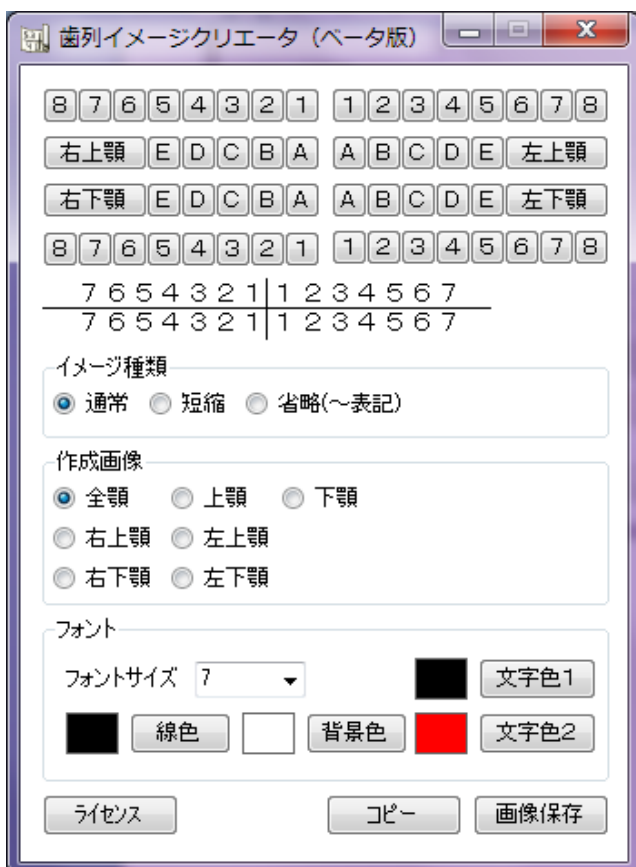 歯列イメージクリエータ（ベータ版）
8 7 6 5 4 3 2 1 1 2 3 4 5 6 7 8
右上顎 E D C B A A B C D E 左上顎
右下顎 E D C B A A B C D E 左下顎
8 7 6 5 4 3 2 1 1 2 3 4 5 6 7 8
7 6 5 4 3 2 1 1 2 3 4 5 6 7
7 6 5 4 3 2 1 1 2 3 4 5 6 7
イメージ種類
通常 短縮 省略(～表記)
作成画像
全顎 上顎 下顎
右上顎 左上顎
右下顎 左下顎
フォント
フォントサイズ 7 文字色1
線色 背景色 文字色2
ライセンス コピー 画像保存